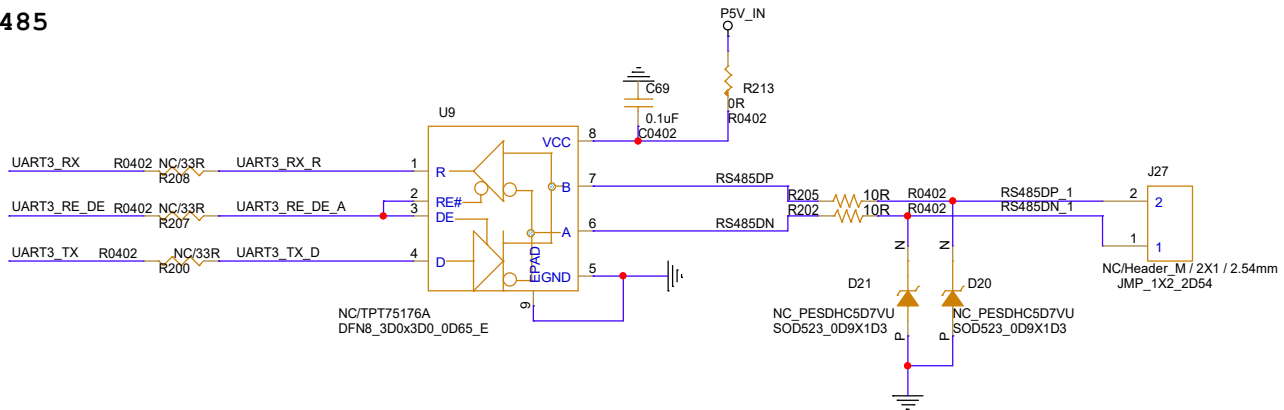 485
P5V_IN
C69
0.1uF
C0402
R213
0R
R0402
U9
UART3_RX
R0402
NC/33R
R208
UART3_RX_R
1
R
VCC
8
UART3_RE_DE
R0402
NC/33R
R207
UART3_RE_DE_A
2
RE#
3
DE
B
7
RS485DP
R205
10R
R0402
RS485DP_1
2
2
J27
UART3_TX
R0402
NC/33R
R200
UART3_TX_D
4
D
A
6
RS485DN
R202
10R
R0402
RS485DN_1
1
1
EPAD
EGND
5
9
NC/TPT75176A
DFN8_3D0x3D0_0D65_E
N
N
D21
D20
NC_PESDHC5D7VU
SOD523_0D9X1D3
NC_PESDHC5D7VU
SOD523_0D9X1D3
P
P
NC/Header_M / 2X1 / 2.54mm
JMP_1X2_2D54